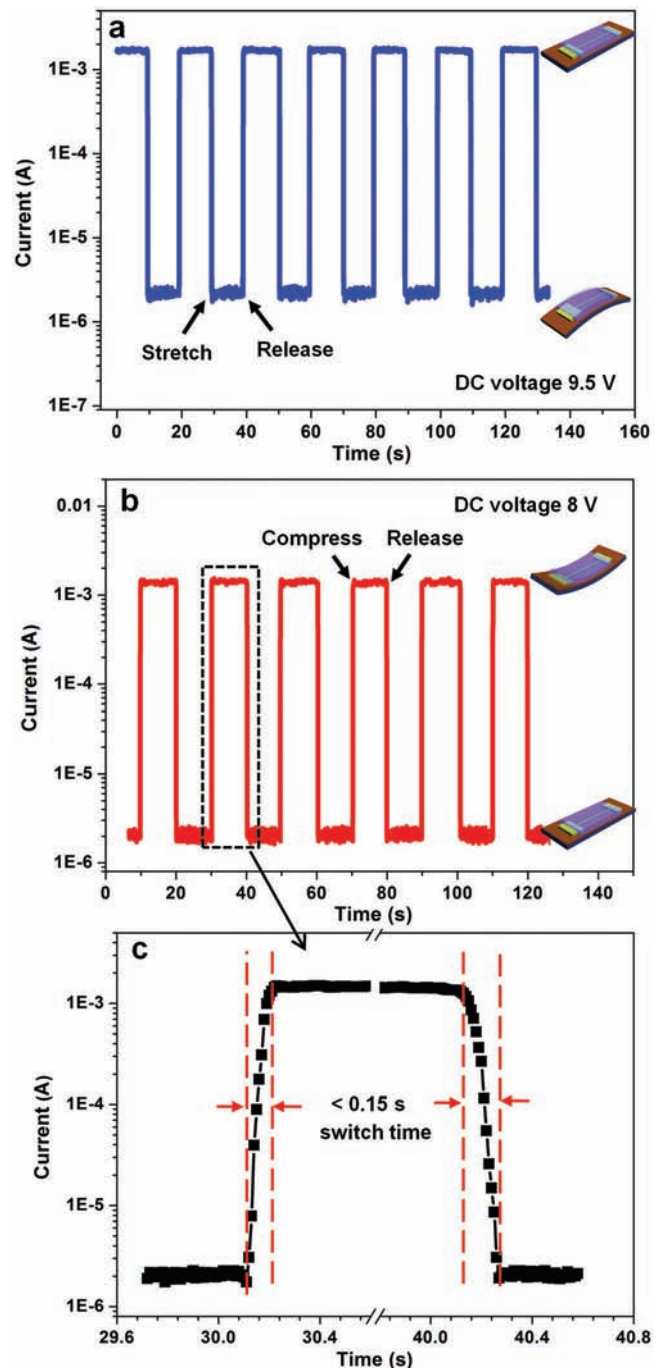 a
1E-3
1E-4
1E-5
1E-6
1E-7
Current (A)
Stretch
Release
DC voltage 9.5 V
0 20 40 60 80 100 120 140 160
Time (s)
b
DC voltage 8 V
0.01
Compress
Release
1E-3
1E-4
1E-5
1E-6
Current (A)
0 20 40 60 80 100 120 140
Time (s)
c
1E-3
1E-4
1E-5
1E-6
Current (A)
< 0.15 s
switch time
29.6 30.0 30.4 40.0 40.4 40.8
Time (s)